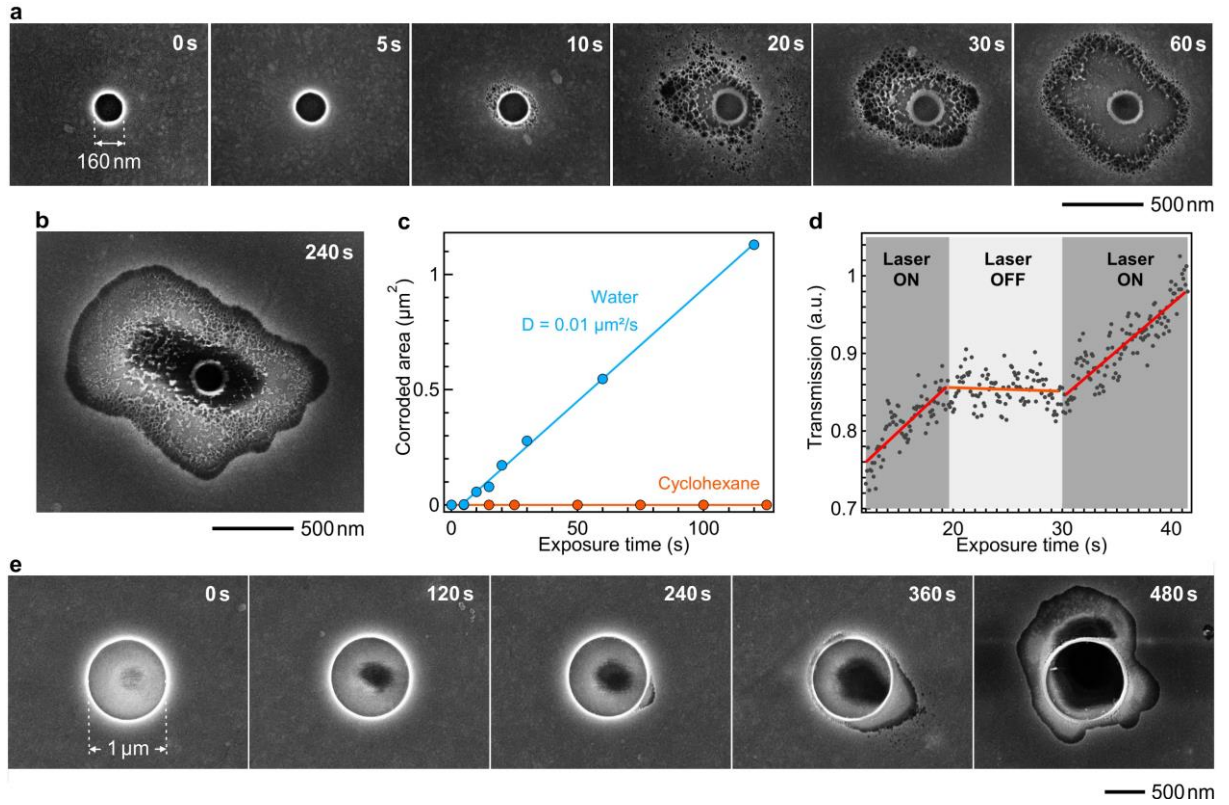 a
0 s
5 s
10 s
20 s
30 s
60 s
160 nm
500 nm
b
240 s
500 nm
c
Corroded area (µm²)
1
0.5
0
Water
D = 0.01 µm²/s
Cyclohexane
0
50
100
Exposure time (s)
d
Transmission (a.u.)
1
0.9
0.8
0.7
Laser
ON
Laser
OFF
Laser
ON
20
30
40
Exposure time (s)
e
0 s
120 s
240 s
360 s
480 s
1 µm
500 nm